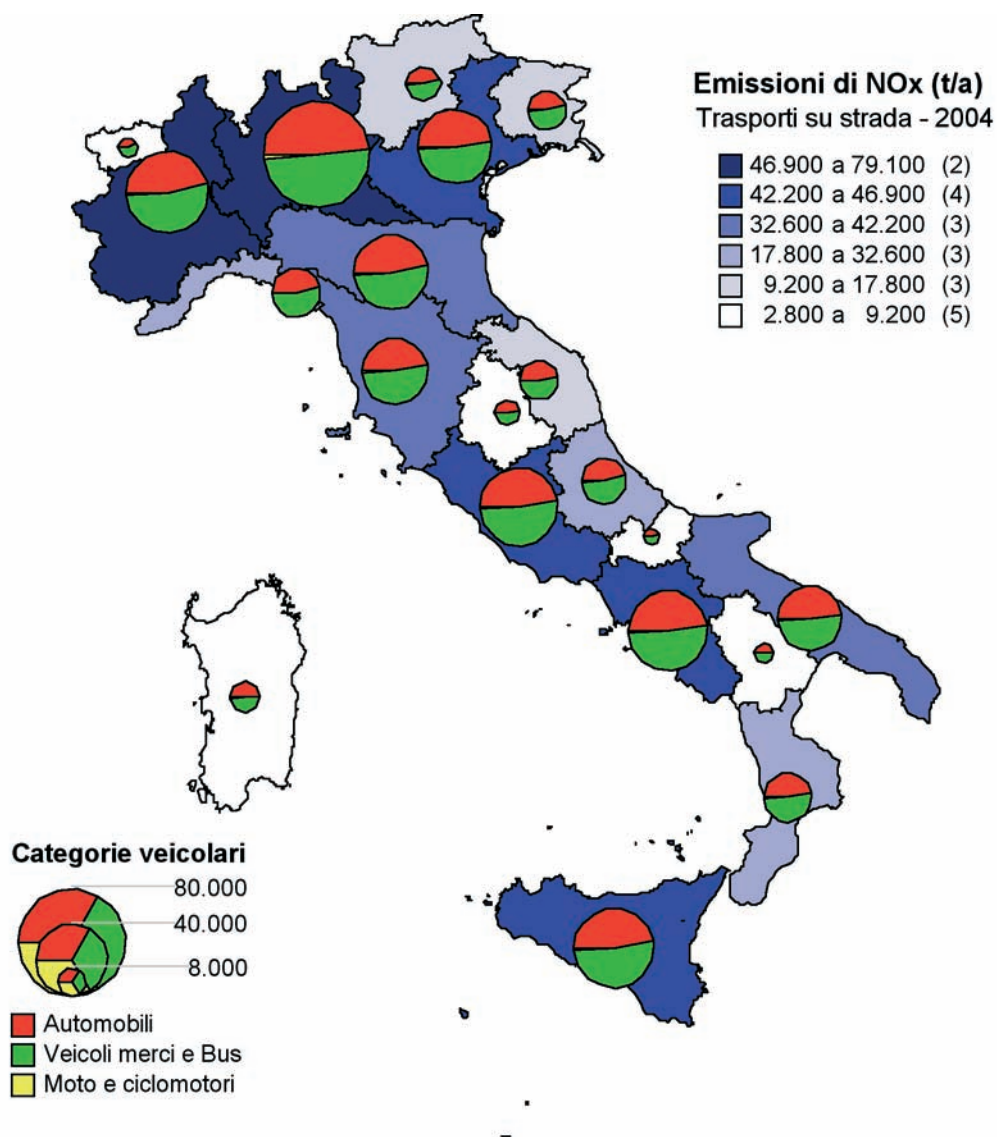 Emissioni di NOx (t/a)
Trasporti su strada - 2004
46.900 a 79.100 (2)
42.200 a 46.900 (4)
32.600 a 42.200 (3)
17.800 a 32.600 (3)
9.200 a 17.800 (3)
2.800 a 9.200 (5)
Categorie veicolari
80.000
40.000
8.000
Automobili
Veicoli merci e Bus
Moto e ciclomotori